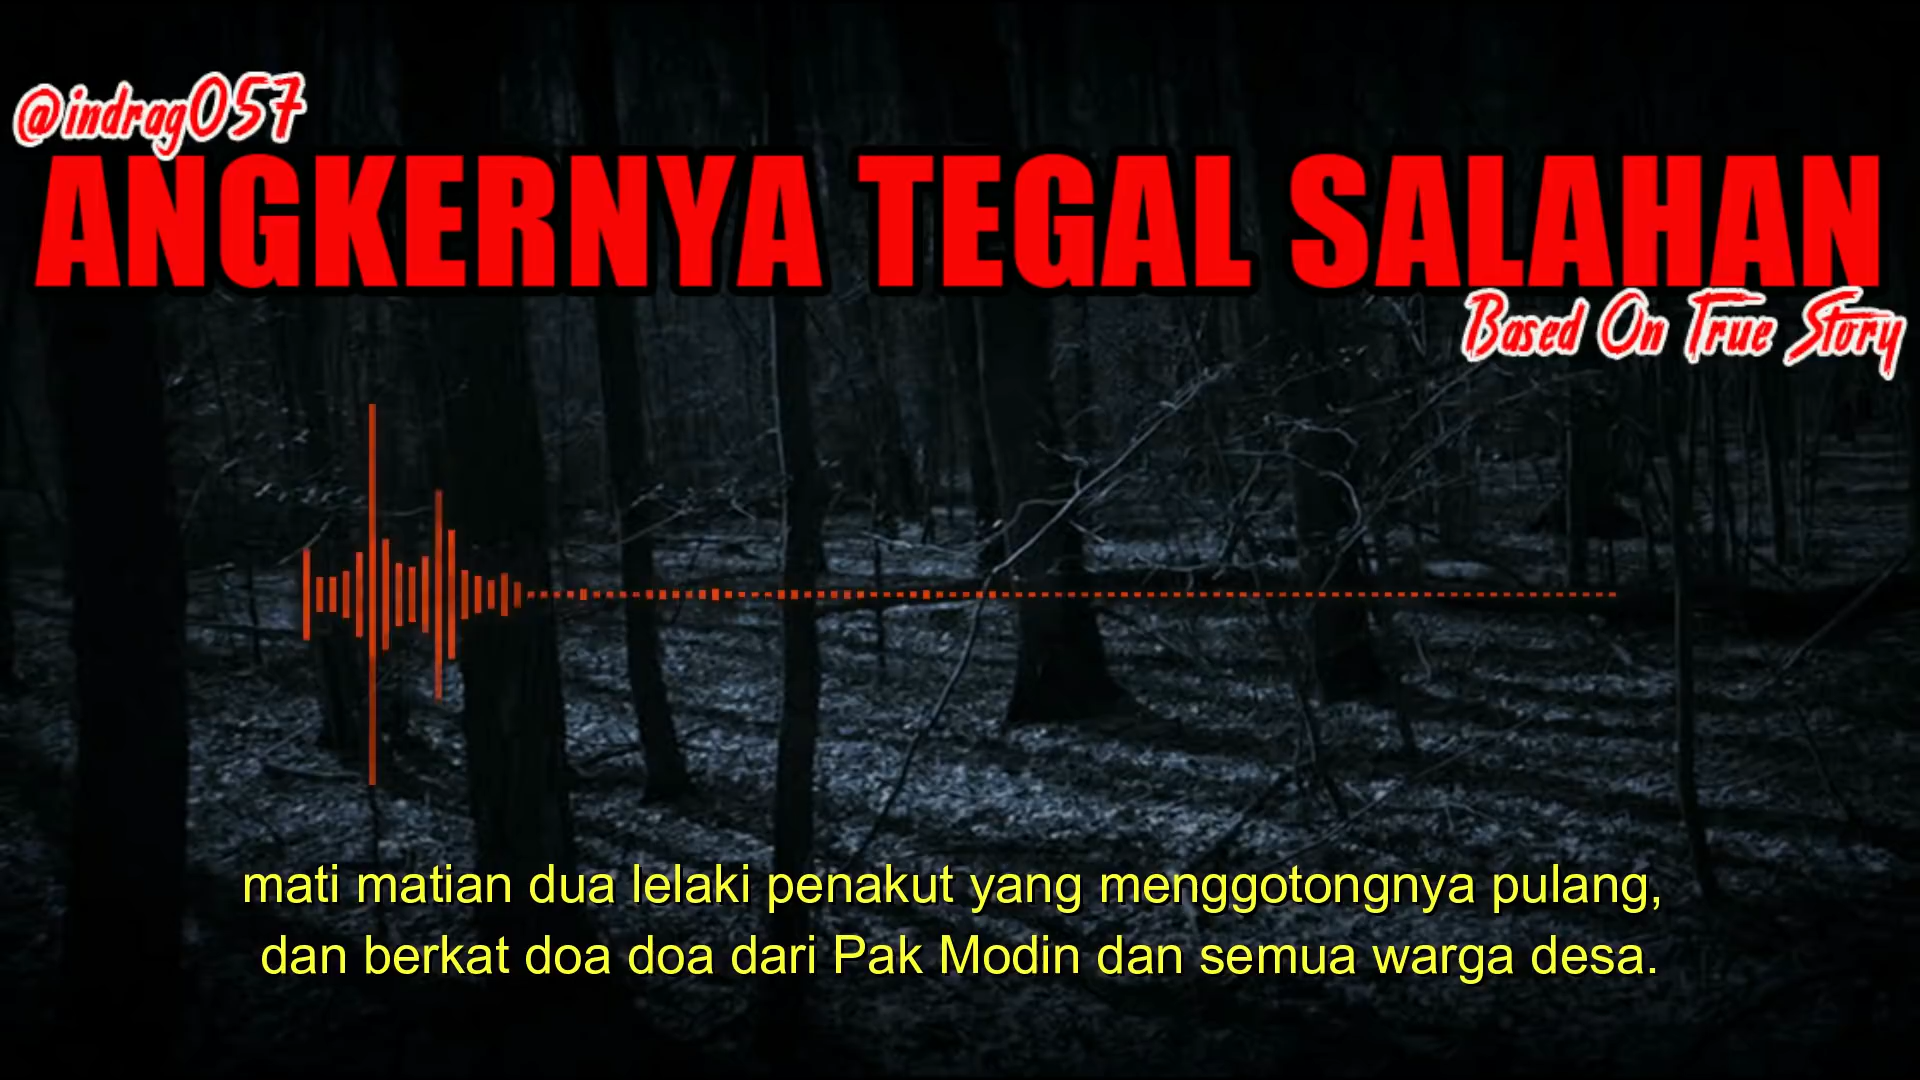 @indrag057
ANGKERNYA TEGAL SALAHAN
Based On True Story
mati matian dua lelaki penakut yang menggotongnya pulang,
dan berkat doa doa dari Pak Modin dan semua warga desa.